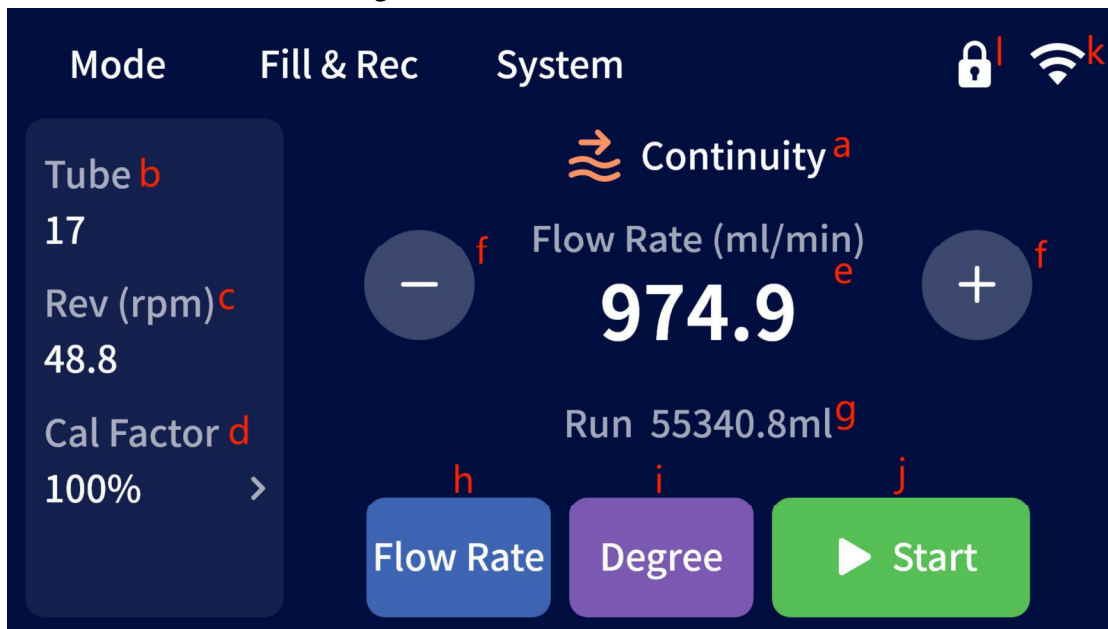 Mode Fill & Rec System l k
Continuity a
Tube b
17
Flow Rate (ml/min)
f e f
974.9
Rev (rpm) c
48.8
Run 55340.8ml g
Cal Factor d
100% >
h i j
Flow Rate Degree Start